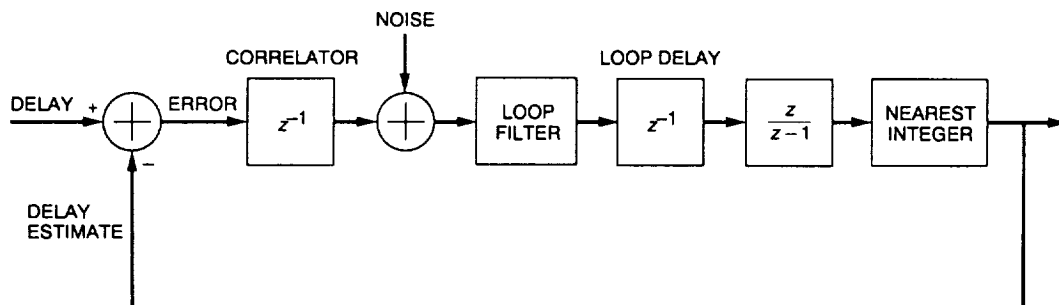 NOISE
CORRELATOR
LOOP DELAY
DELAY
+
ERROR
z⁻¹
LOOP
FILTER
z⁻¹
z
z – 1
NEAREST
INTEGER
–
DELAY
ESTIMATE